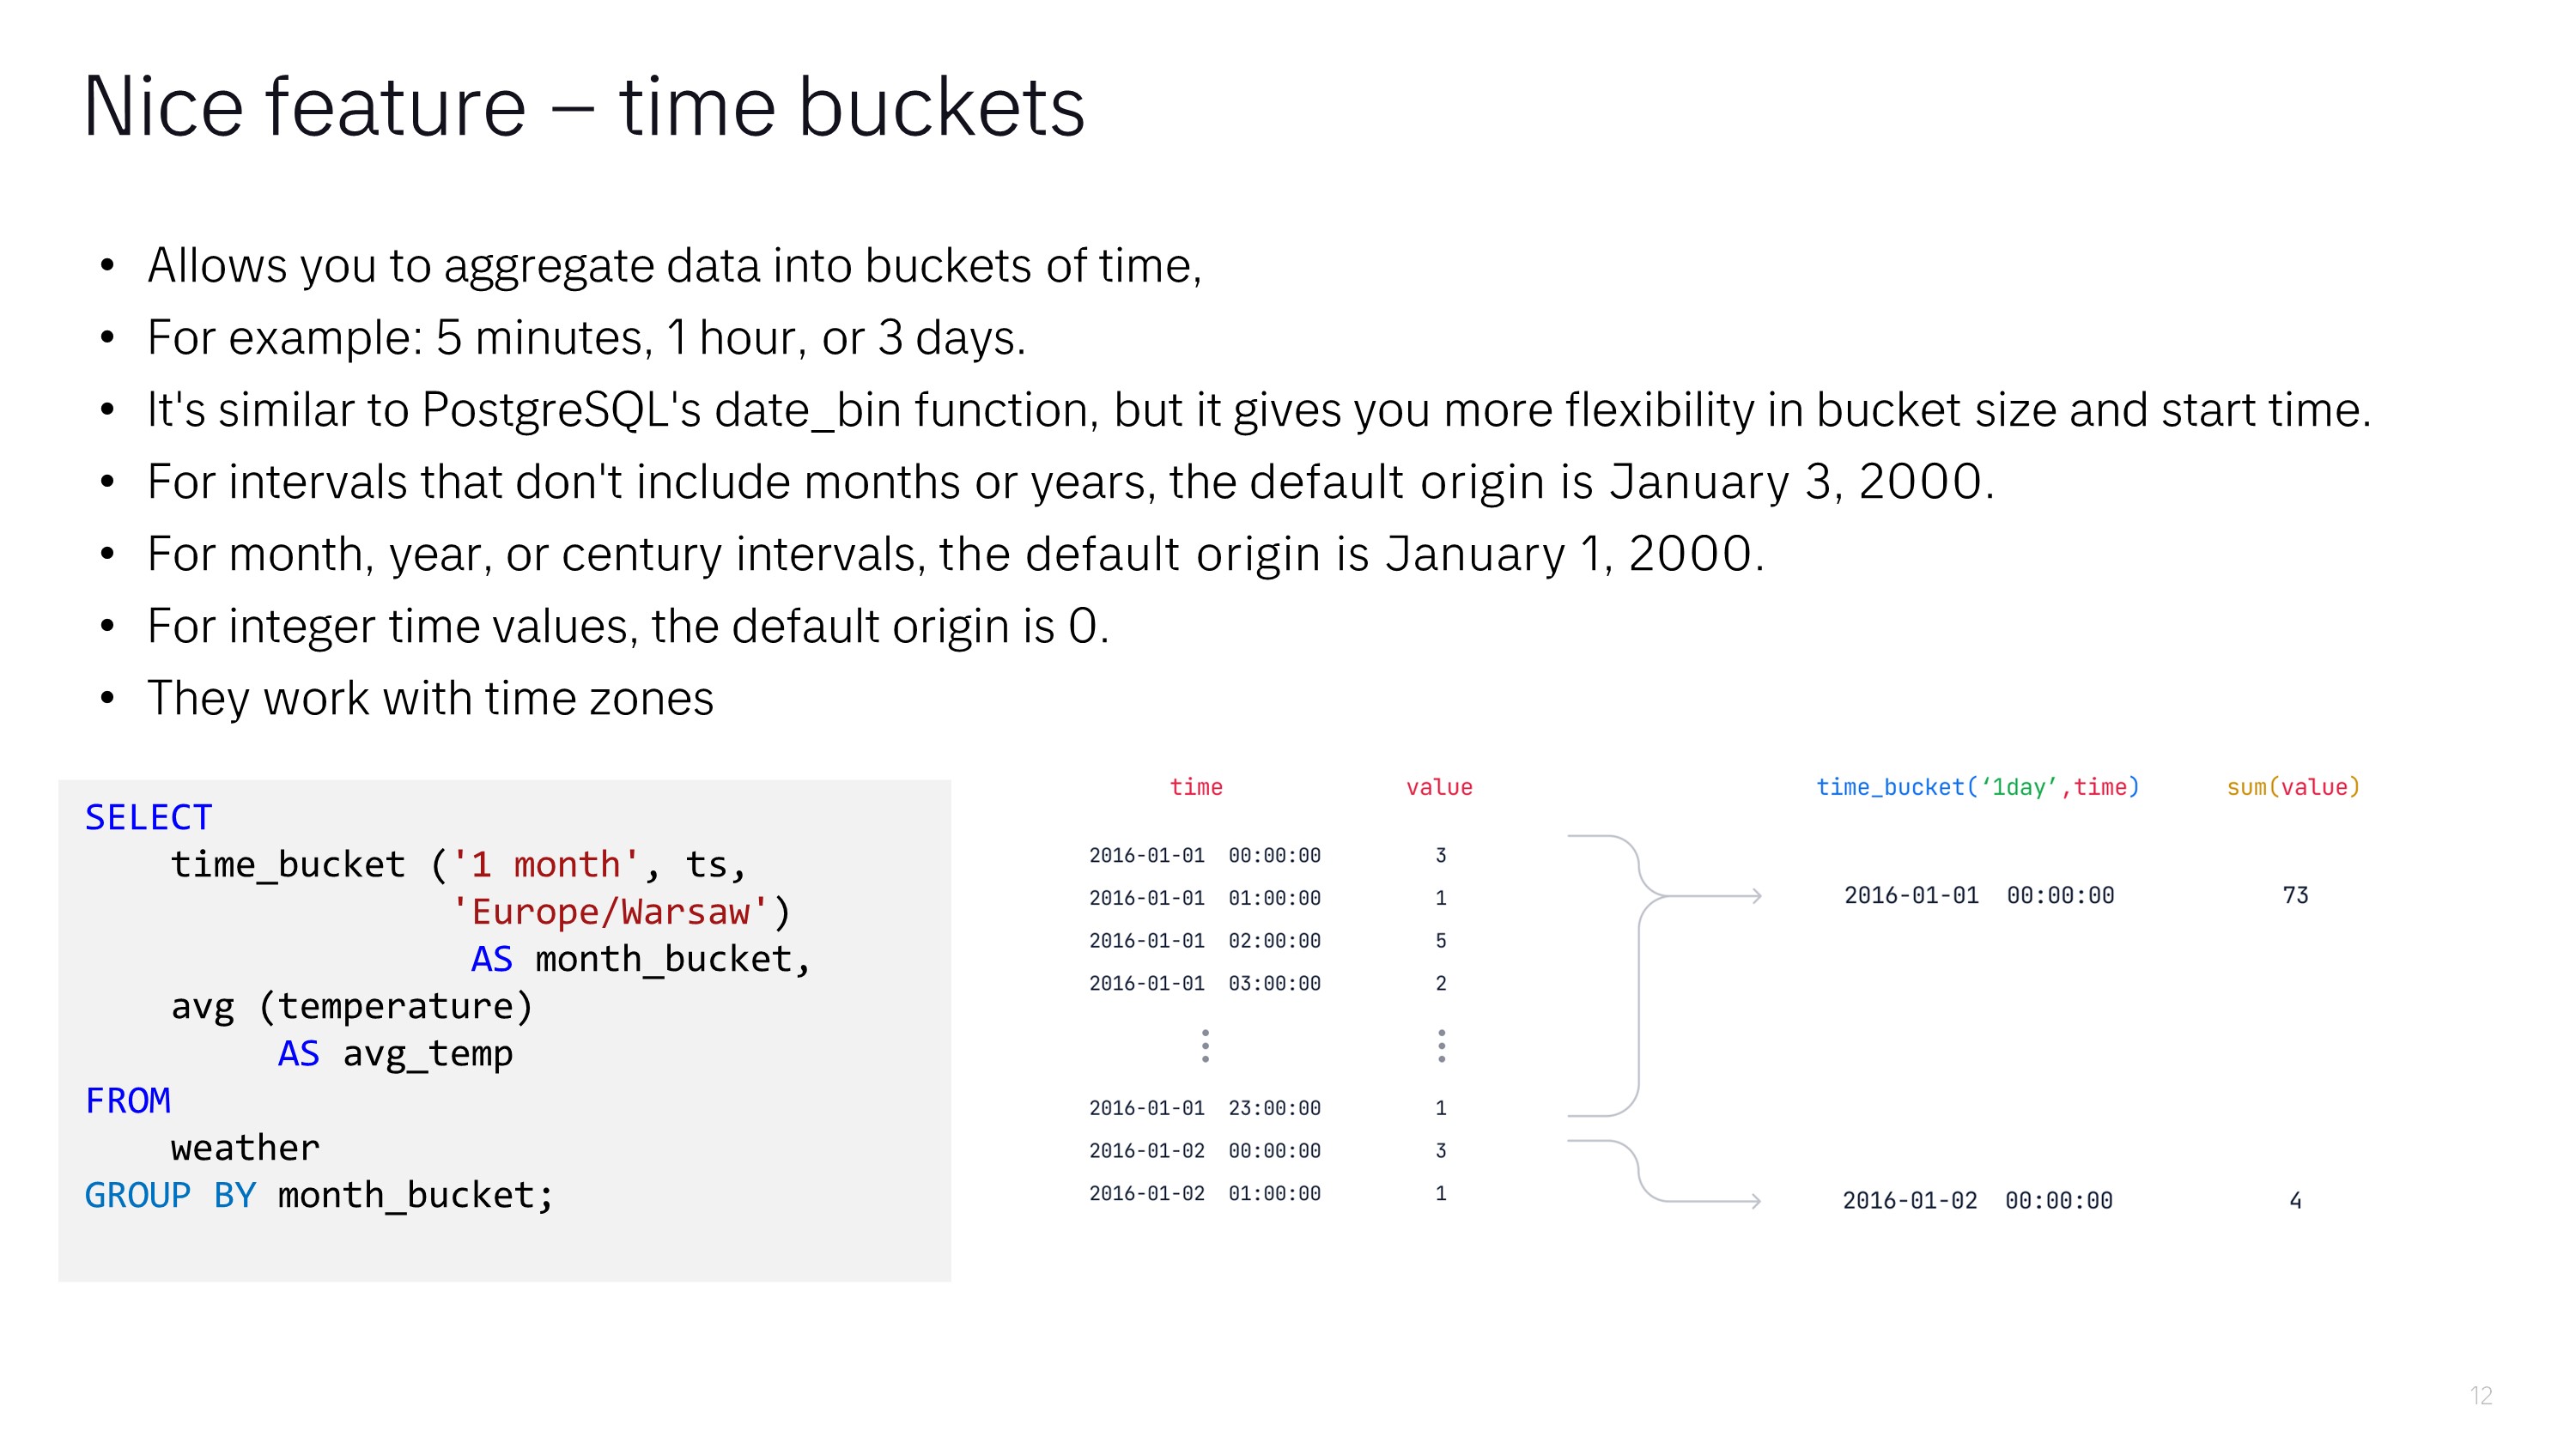 Nice feature – time buckets
• Allows you to aggregate data into buckets of time,
• For example: 5 minutes, 1 hour, or 3 days.
• It's similar to PostgreSQL's date_bin function, but it gives you more flexibility in bucket size and start time.
• For intervals that don't include months or years, the default origin is January 3, 2000.
• For month, year, or century intervals, the default origin is January 1, 2000.
• For integer time values, the default origin is 0.
• They work with time zones
SELECT
    time_bucket ('1 month', ts,
                 'Europe/Warsaw')
                  AS month_bucket,
    avg (temperature)
         AS avg_temp
FROM
    weather
GROUP BY month_bucket;
time value
2016-01-01 00:00:00 3
2016-01-01 01:00:00 1
2016-01-01 02:00:00 5
2016-01-01 03:00:00 2
2016-01-01 23:00:00 1
2016-01-02 00:00:00 3
2016-01-02 01:00:00 1
time_bucket(‘1day’,time) sum(value)
2016-01-01 00:00:00 73
2016-01-02 00:00:00 4
12